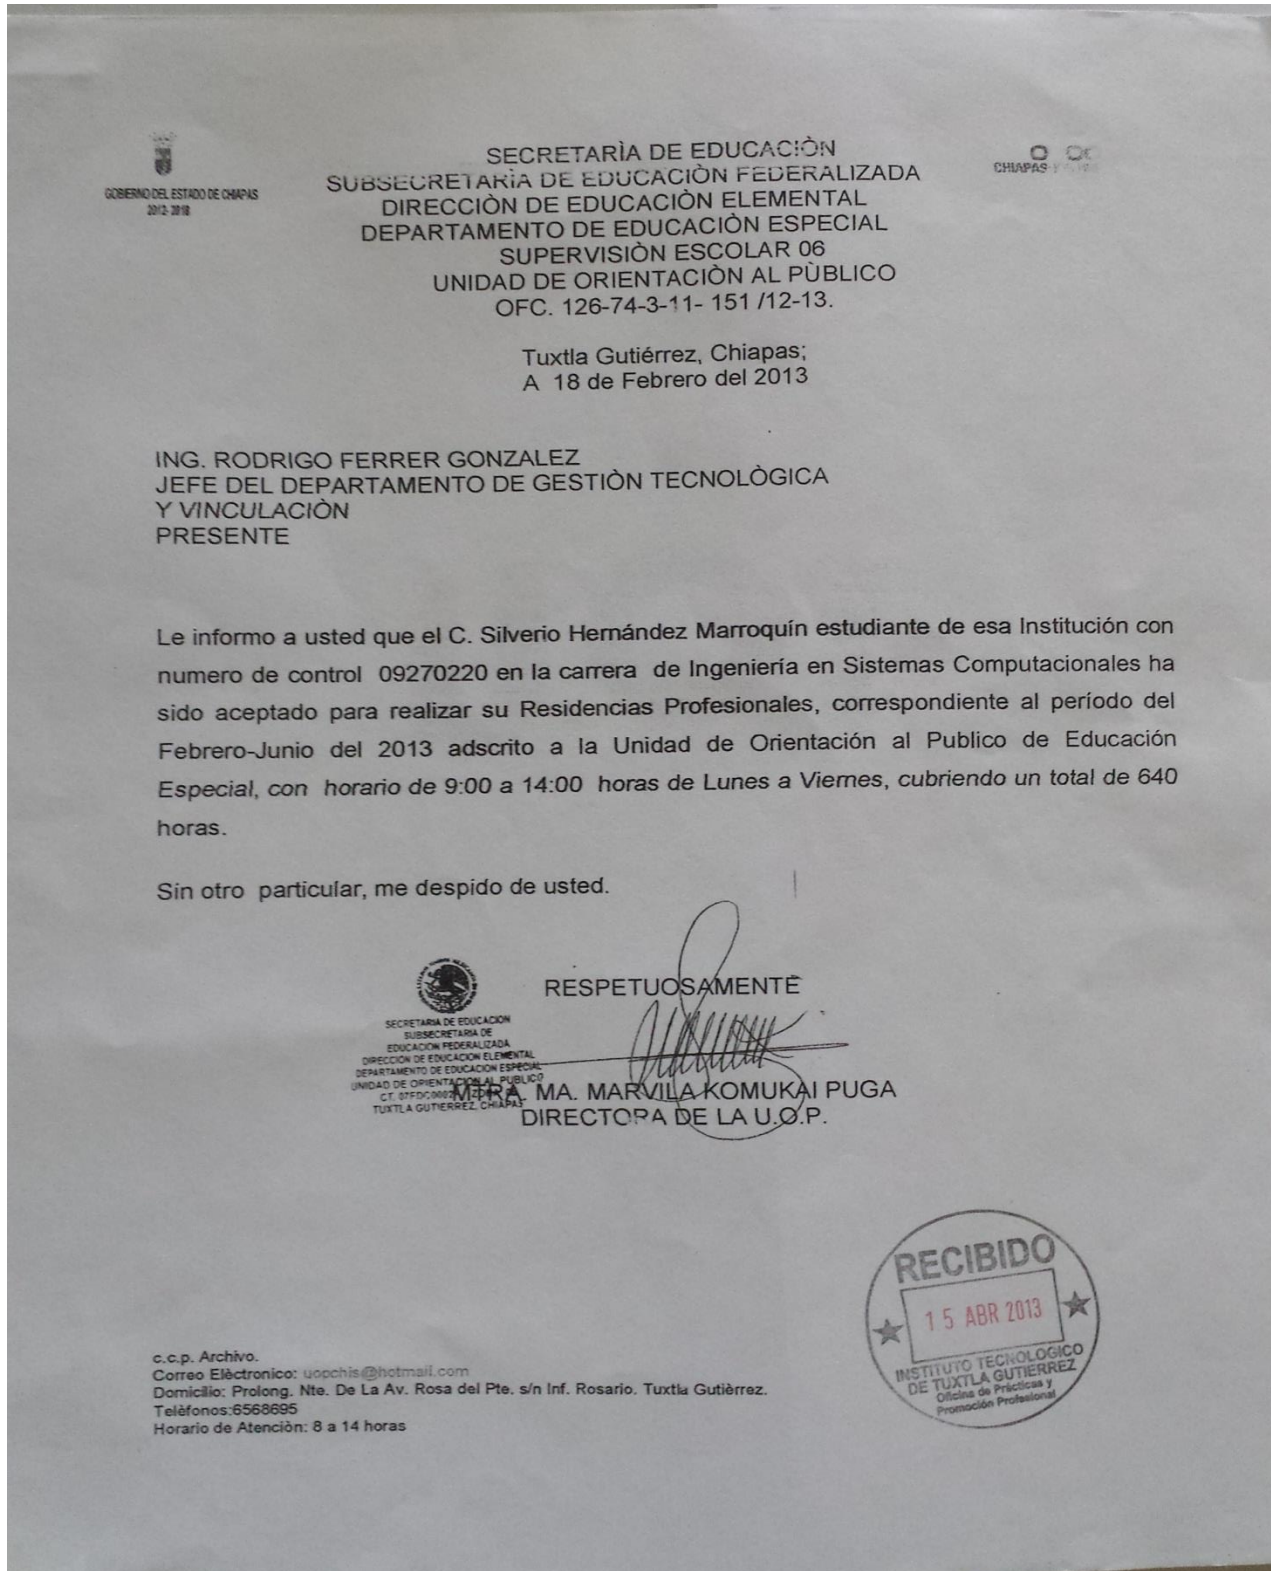 GOBIERNO DEL ESTADO DE CHIAPAS
2012-2018
CHIAPAS
SECRETARÌA DE EDUCACIÒN
SUBSECRETARÌA DE EDUCACIÒN FEDERALIZADA
DIRECCIÒN DE EDUCACIÒN ELEMENTAL
DEPARTAMENTO DE EDUCACIÒN ESPECIAL
SUPERVISIÒN ESCOLAR 06
UNIDAD DE ORIENTACIÒN AL PÙBLICO
OFC. 126-74-3-11- 151 /12-13.
Tuxtla Gutiérrez, Chiapas;
A 18 de Febrero del 2013
ING. RODRIGO FERRER GONZALEZ
JEFE DEL DEPARTAMENTO DE GESTIÒN TECNOLÒGICA
Y VINCULACIÒN
PRESENTE
Le informo a usted que el C. Silverio Hernández Marroquín estudiante de esa Institución con
numero de control 09270220 en la carrera de Ingeniería en Sistemas Computacionales ha
sido aceptado para realizar su Residencias Profesionales, correspondiente al período del
Febrero-Junio del 2013 adscrito a la Unidad de Orientación al Publico de Educación
Especial, con horario de 9:00 a 14:00 horas de Lunes a Viernes, cubriendo un total de 640
horas.
Sin otro particular, me despido de usted.
RESPETUOSAMENTE
SECRETARIA DE EDUCACION
SUBSECRETARIA DE
EDUCACION FEDERALIZADA
DIRECCION DE EDUCACION ELEMENTAL
DEPARTAMENTO DE EDUCACION ESPECIAL
UNIDAD DE ORIENTACION AL PUBLICO
CT.
TUXTLA GUTIERREZ, CHIAPAS
MTRA. MA. MARVILA KOMUKAI PUGA
DIRECTORA DE LA U.O.P.
RECIBIDO
15 ABR 2013
INSTITUTO TECNOLOGICO
DE TUXTLA GUTIERREZ
Oficina de Prácticas y
Promoción Profesional
c.c.p. Archivo.
Correo Elèctronico: uopchis@hotmail.com
Domicilio: Prolong. Nte. De La Av. Rosa del Pte. s/n Inf. Rosario. Tuxtla Gutièrrez.
Telèfonos:6568695
Horario de Atenciòn: 8 a 14 horas